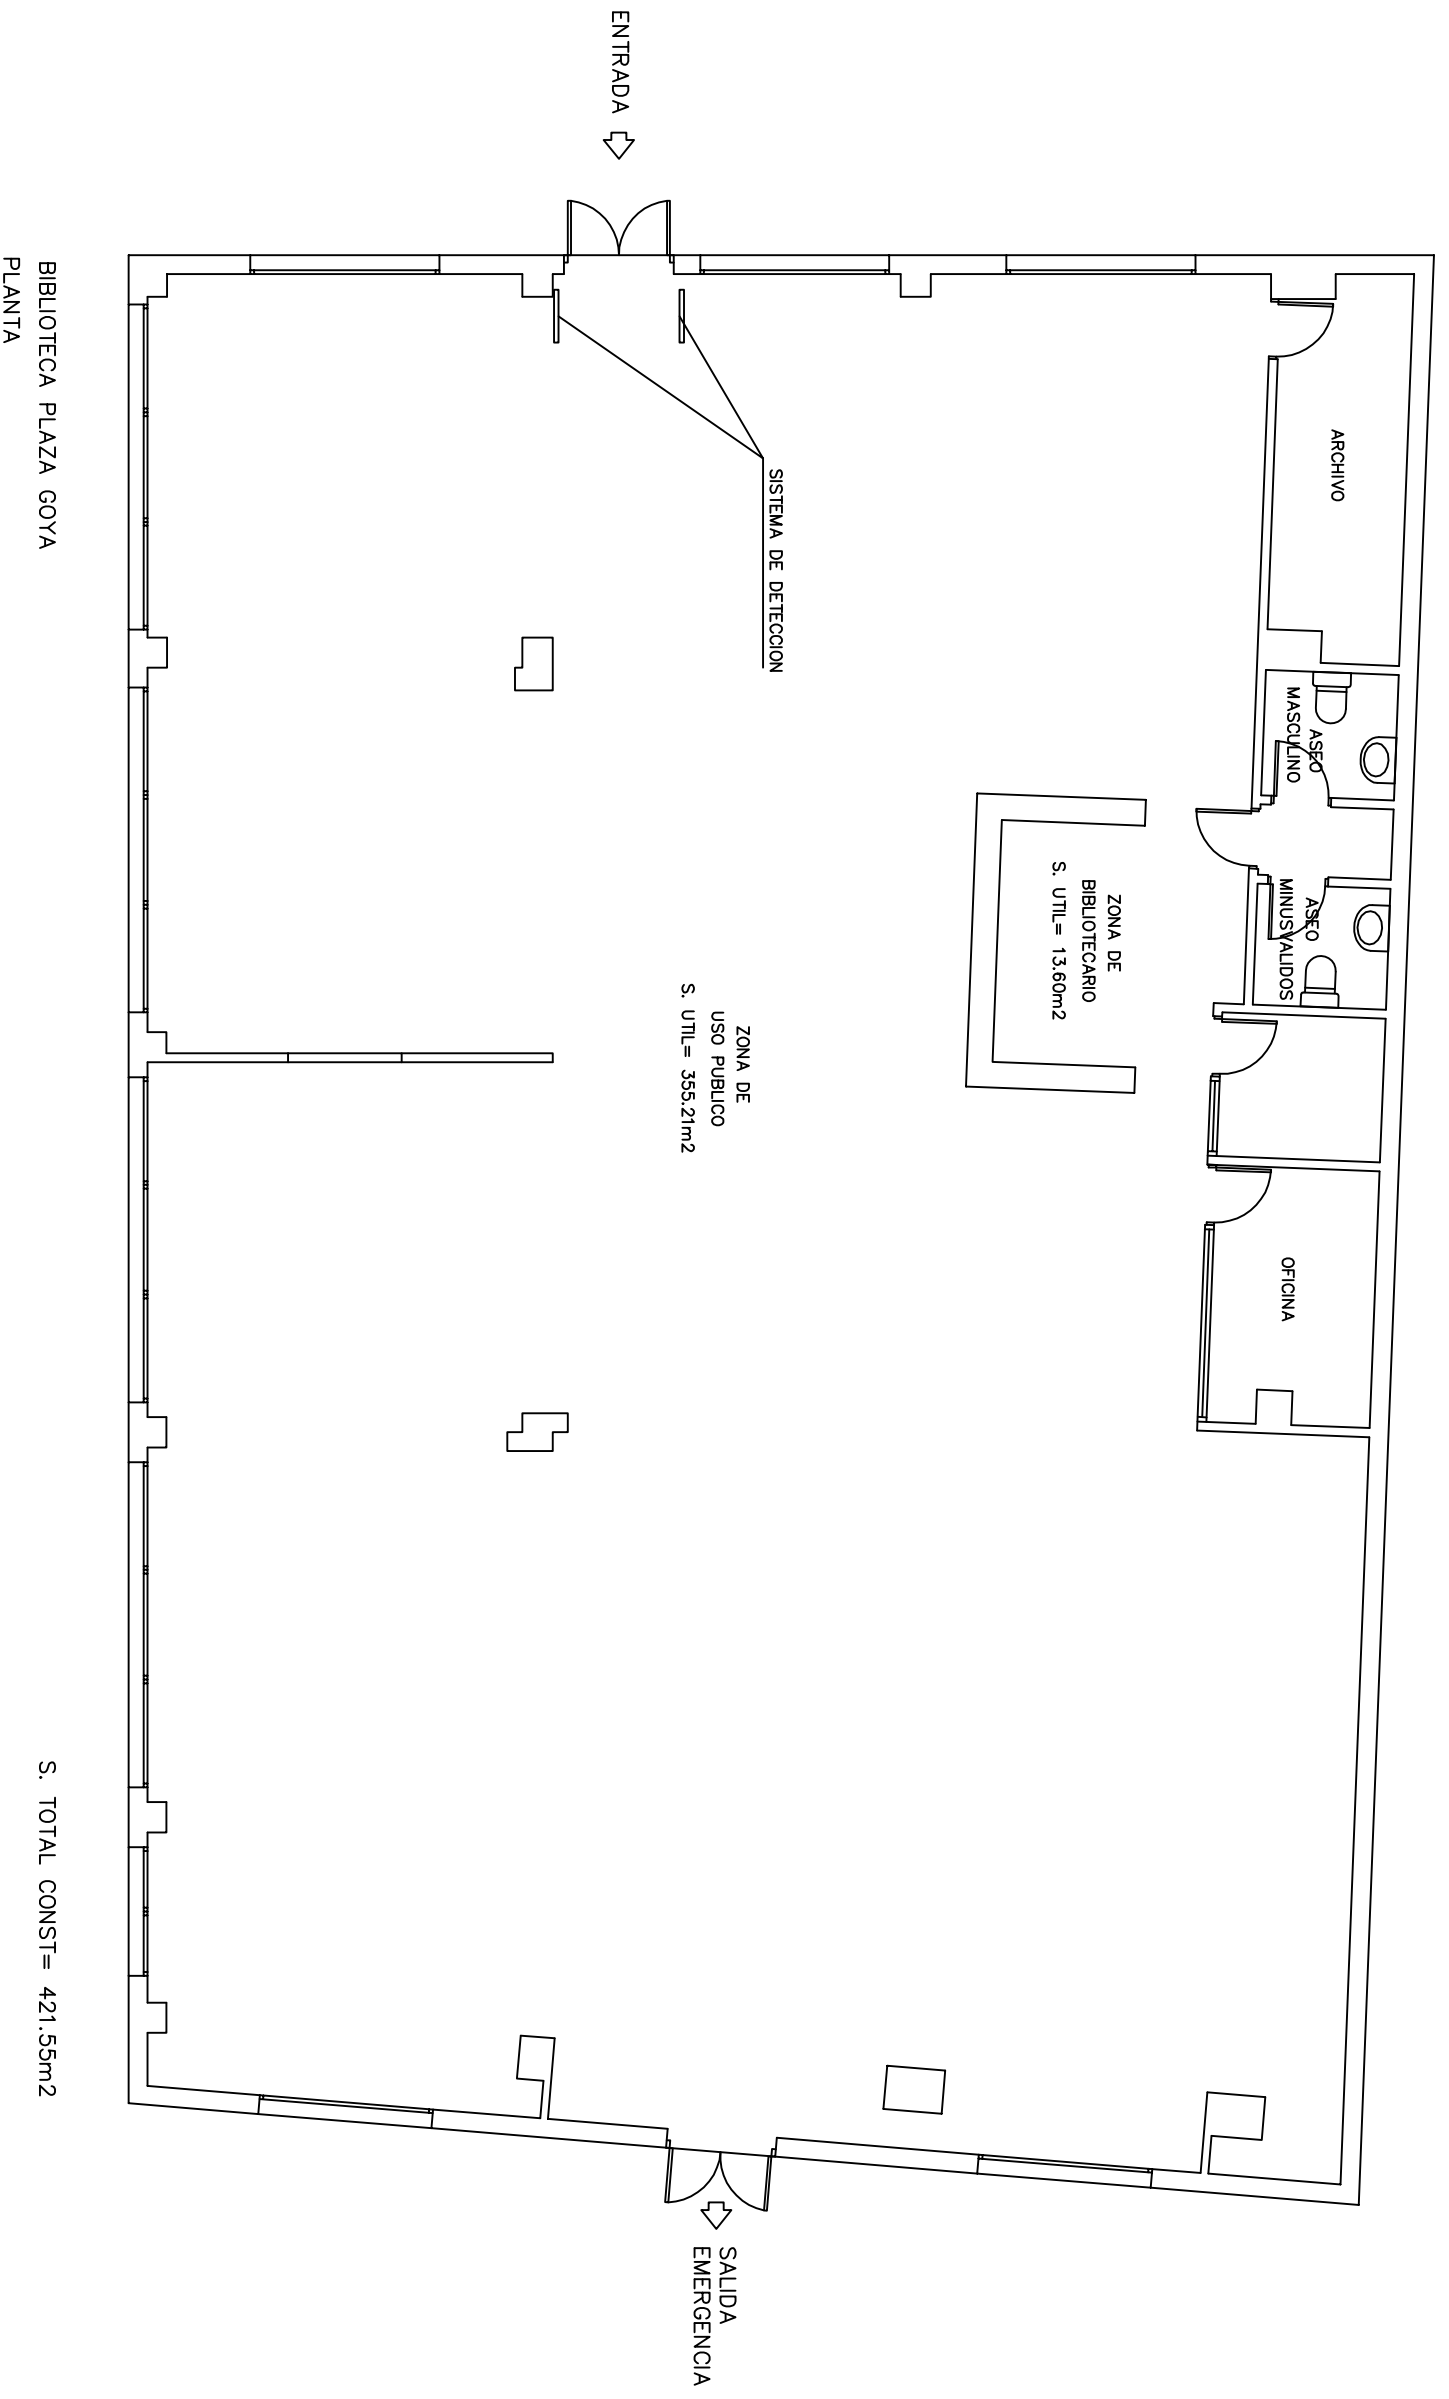 ENTRADA
ARCHIVO
SISTEMA DE DETECCION
ASEO
MASCULINO
ASEO
MINUSVALIDOS
ZONA DE
BIBLIOTECARIO
S. UTIL= 13.60m2
ZONA DE
USO PUBLICO
S. UTIL= 355.21m2
OFICINA
SALIDA
EMERGENCIA
BIBLIOTECA PLAZA GOYA
PLANTA
S. TOTAL CONST= 421.55m2